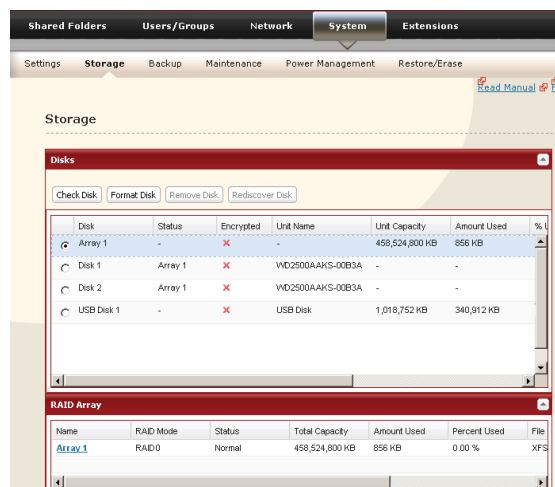 Shared Folders Users/Groups Network System Extensions
Settings Storage Backup Maintenance Power Management Restore/Erase
Read Manual
Storage
Disks
Check Disk Format Disk Remove Disk Rediscover Disk
Disk Status Encrypted Unit Name Unit Capacity Amount Used %
Array 1 - - 458,524,800 KB 856 KB
Disk 1 Array 1 WD2500AAKS-00B3A - -
Disk 2 Array 1 WD2500AAKS-00B3A - -
USB Disk 1 - USB Disk 1,018,752 KB 340,912 KB
RAID Array
Name RAID Mode Status Total Capacity Amount Used Percent Used File
Array 1 RAID0 Normal 458,524,800 KB 856 KB 0.00 % XFS